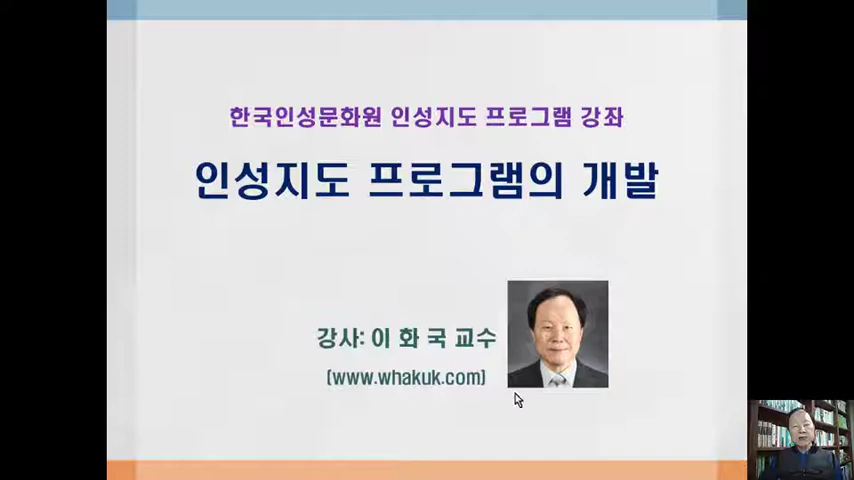 한국인성문화원 인성지도 프로그램 강좌
인성지도 프로그램의 개발
강사: 이 화 국 교수
(www.whakuk.com)